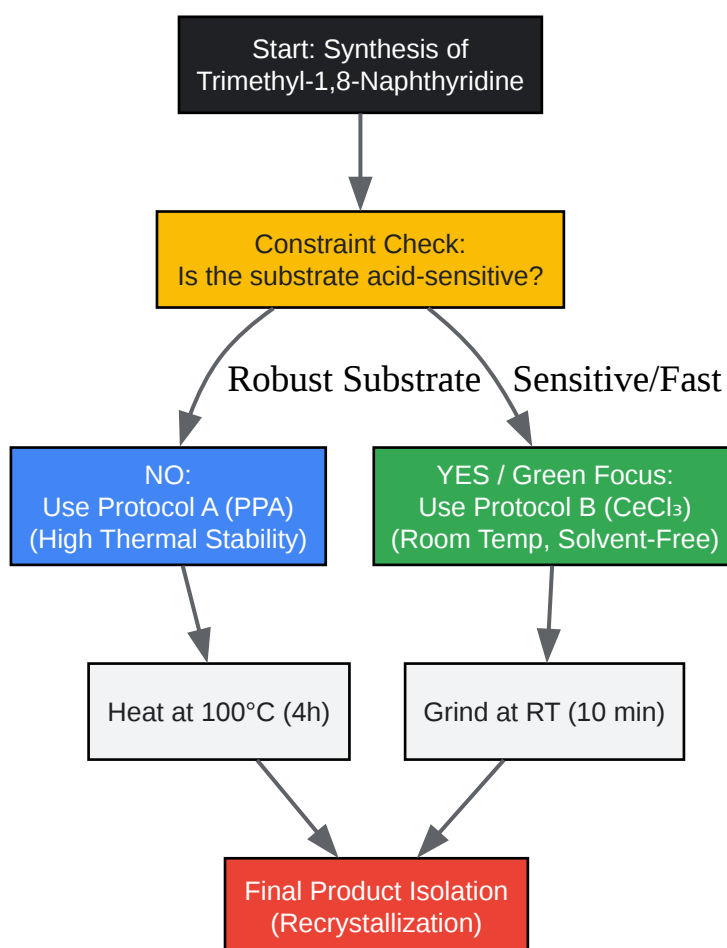 Start: Synthesis of
Trimethyl-1,8-Naphthyridine
Constraint Check:
Is the substrate acid-sensitive?
Robust Substrate
Sensitive/Fast
NO:
Use Protocol A (PPA)
(High Thermal Stability)
YES / Green Focus:
Use Protocol B (CeCl₃)
(Room Temp, Solvent-Free)
Heat at 100°C (4h)
Grind at RT (10 min)
Final Product Isolation
(Recrystallization)